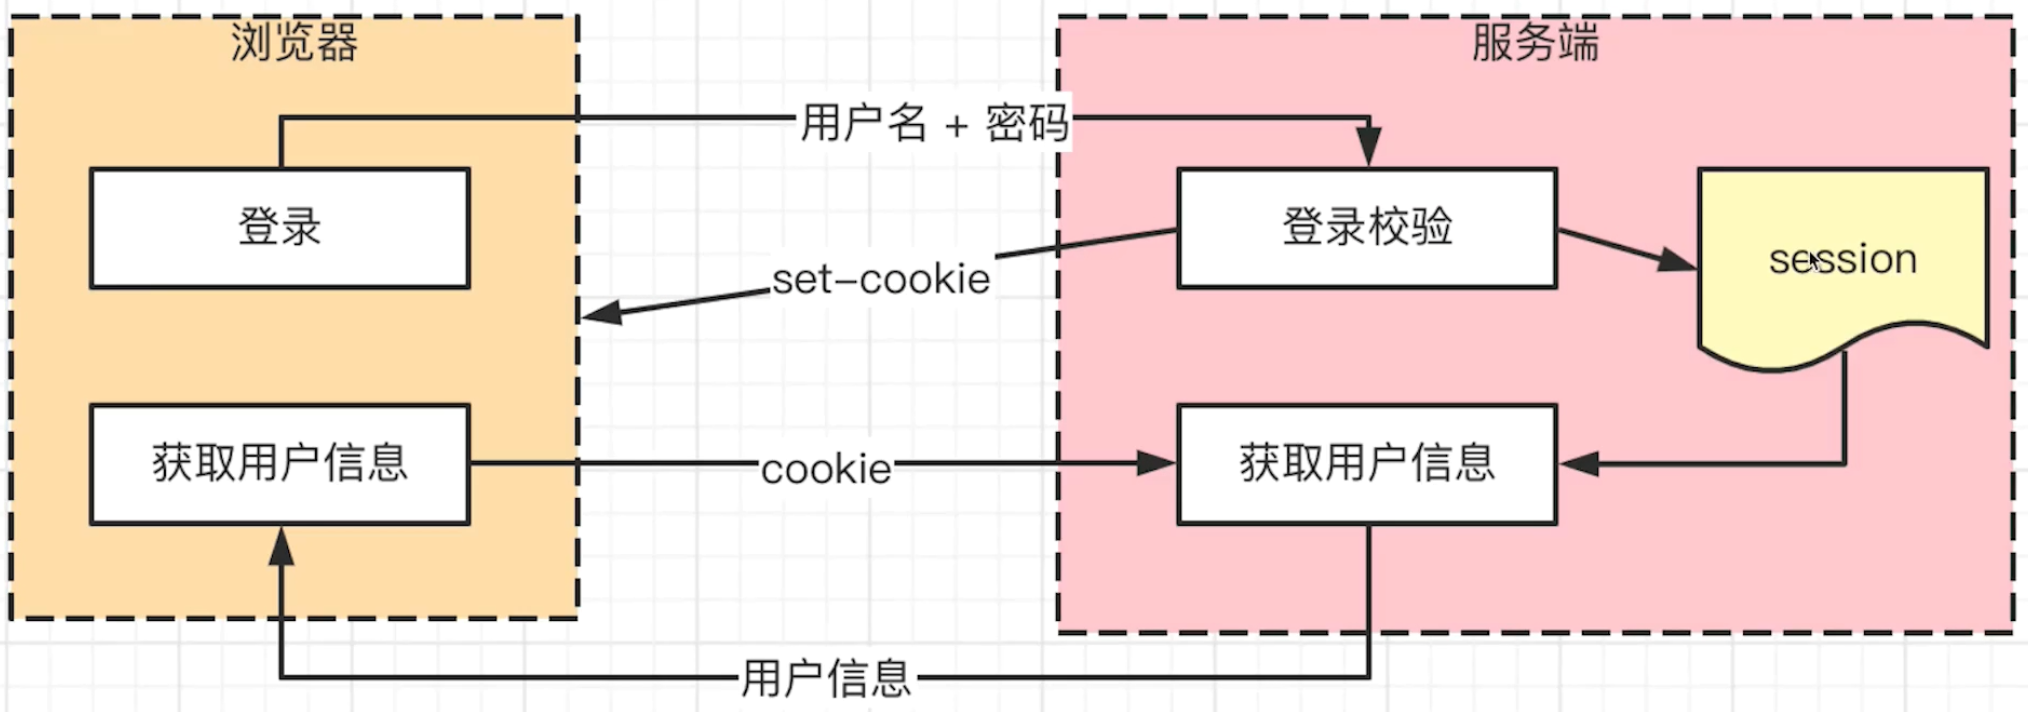 浏览器
服务端
用户名 + 密码
登录
登录校验
session
set-cookie
获取用户信息
cookie
获取用户信息
用户信息